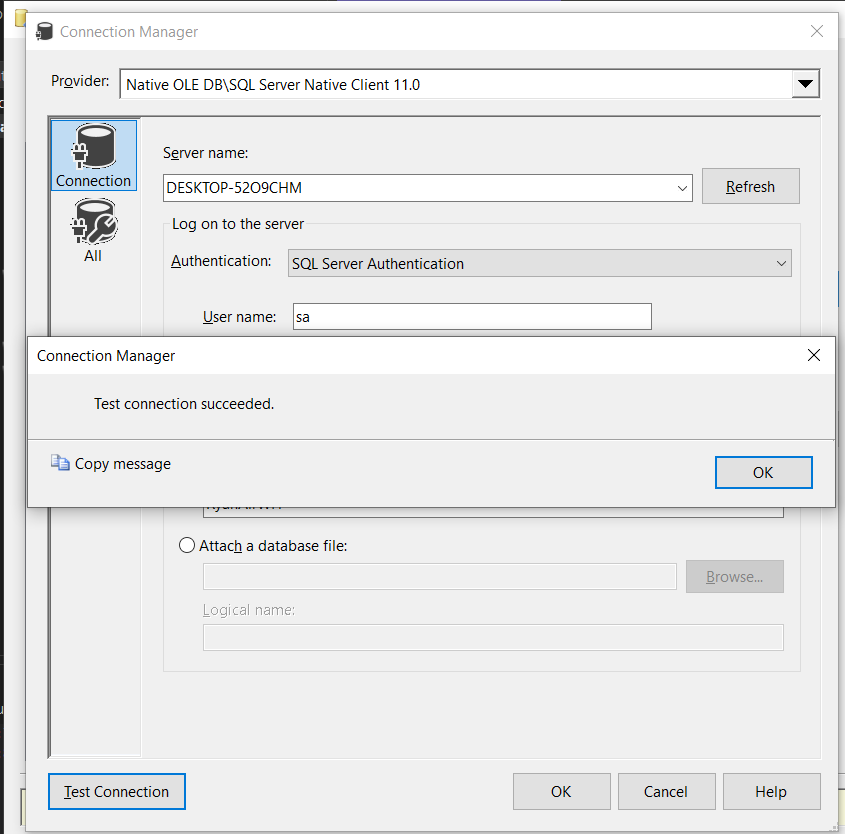 Connection Manager
Provider:
Native OLE DB\SQL Server Native Client 11.0
Connection
All
Server name:
DESKTOP-52O9CHM
Refresh
Log on to the server
Authentication:
SQL Server Authentication
User name:
sa
Connection Manager
Test connection succeeded.
Copy message
OK
Attach a database file:
Browse...
Logical name:
Test Connection
OK
Cancel
Help